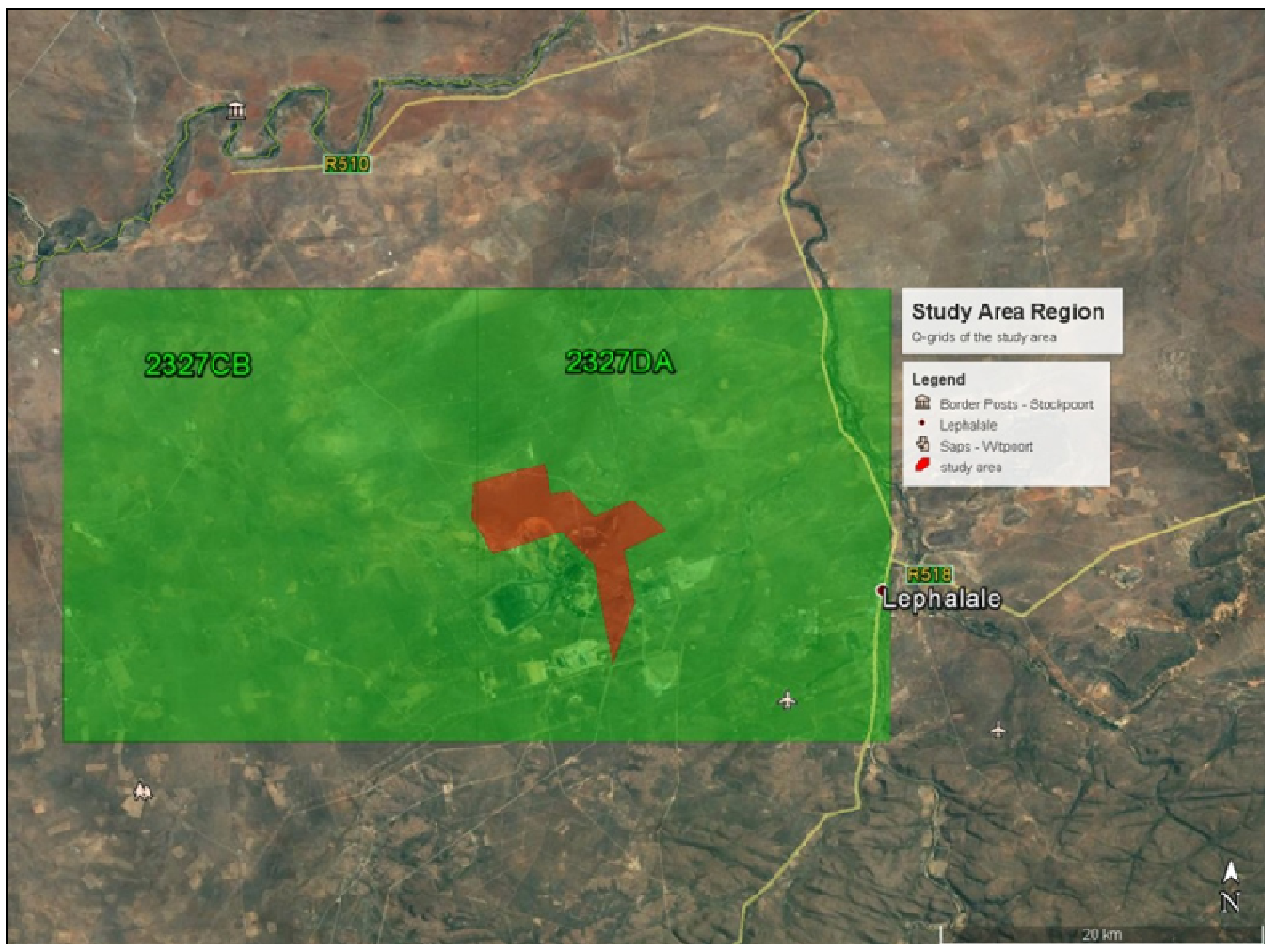 R510
2327CB
2327DA
Study Area Region
Q-grids of the study area
Legend
Border Posts - Stockpoort
Lephalale
Saps - Witpoort
study area
R518
Lephalale
N
20 km